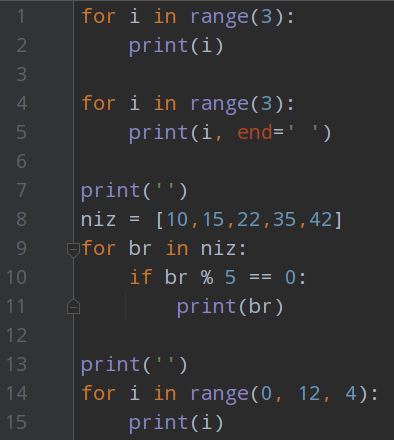 1 for i in range(3):
2     print(i)
3
4 for i in range(3):
5     print(i, end=' ')
6
7 print('')
8 niz = [10,15,22,35,42]
9 for br in niz:
10     if br % 5 == 0:
11         print(br)
12
13 print('')
14 for i in range(0, 12, 4):
15     print(i)